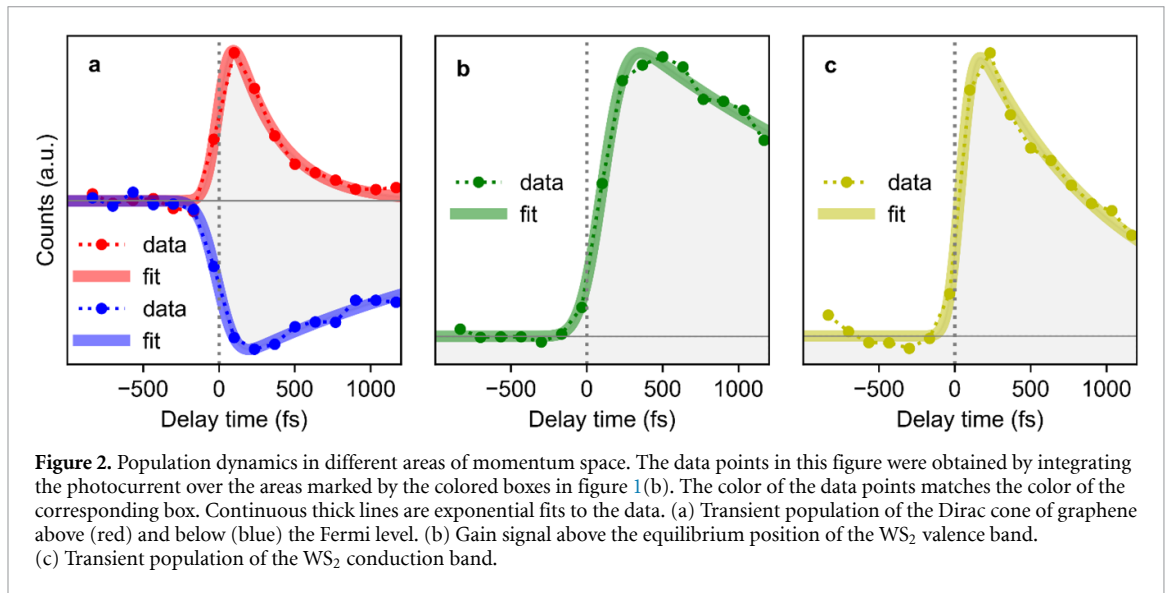 a
b
c
Counts (a.u.)
data
fit
data
fit
data
fit
data
fit
−500 0 500 1000
−500 0 500 1000
−500 0 500 1000
Delay time (fs)
Delay time (fs)
Delay time (fs)
Figure 2. Population dynamics in different areas of momentum space. The data points in this figure were obtained by integrating
the photocurrent over the areas marked by the colored boxes in figure 1(b). The color of the data points matches the color of the
corresponding box. Continuous thick lines are exponential fits to the data. (a) Transient population of the Dirac cone of graphene
above (red) and below (blue) the Fermi level. (b) Gain signal above the equilibrium position of the WS₂ valence band.
(c) Transient population of the WS₂ conduction band.